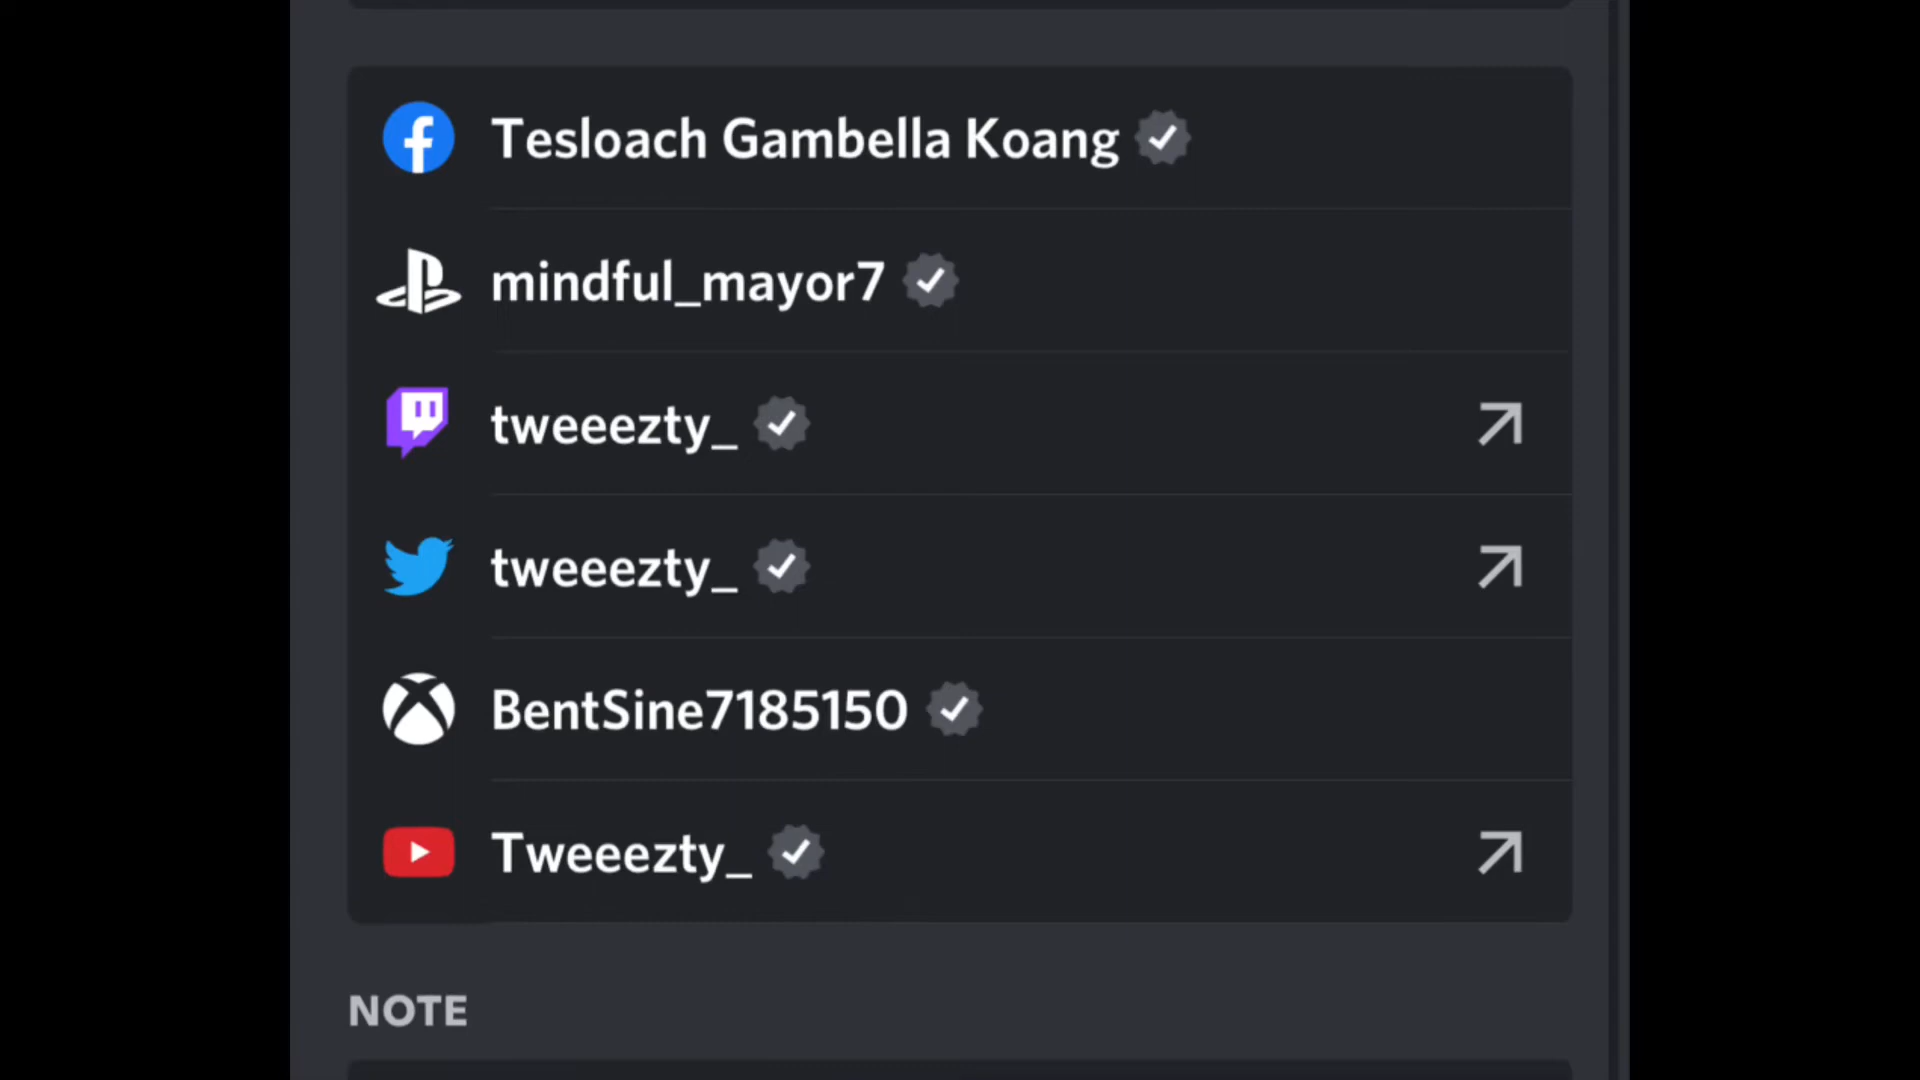 Tesloach Gambella Koang
mindful_mayor7
tweeezty_
tweeezty_
BentSine7185150
Tweeezty_
NOTE